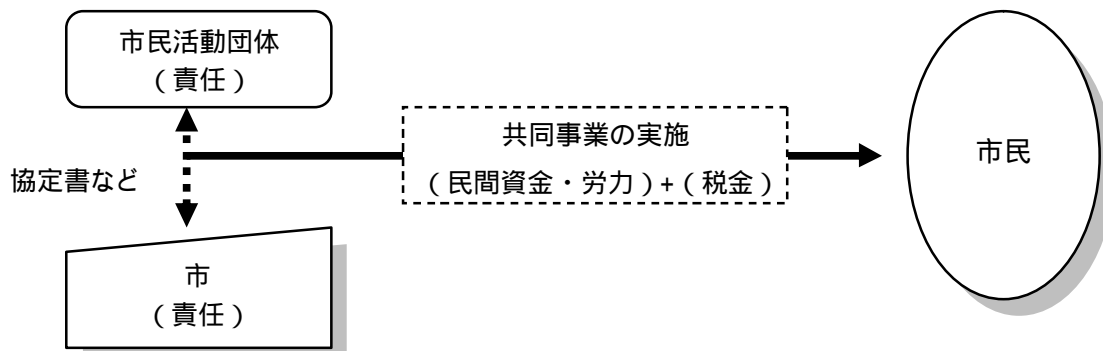 市民活動団体
（責任）
共同事業の実施
（民間資金・労力）+（税金）
市民
協定書など
市
（責任）